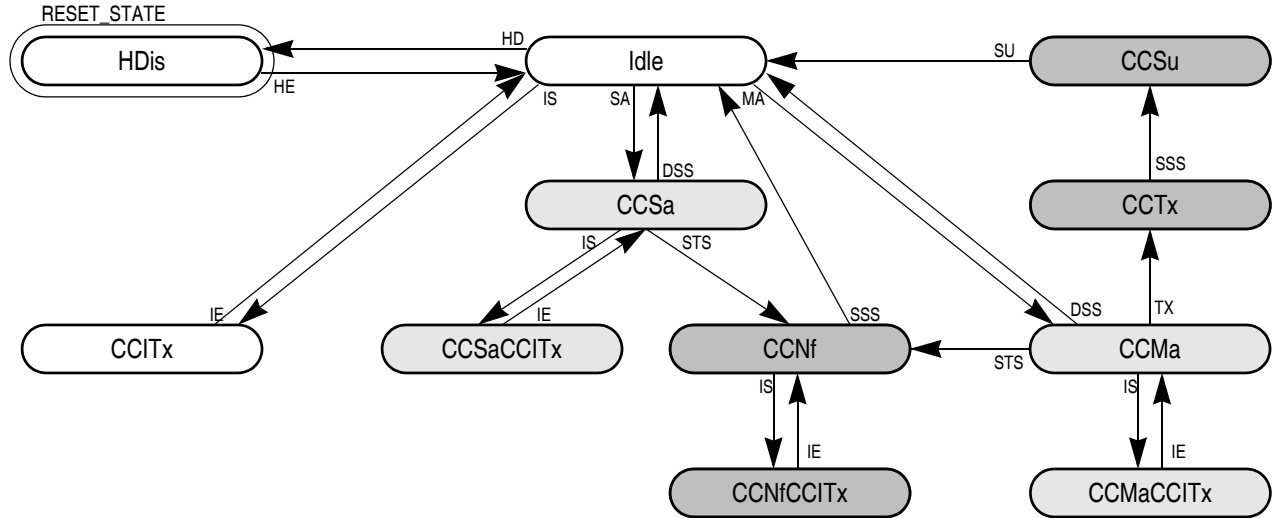 RESET_STATE
HDis
HD
HE
Idle
SU
CCSu
IS
SA
MA
DSS
SSS
CCSa
CCTx
IS
STS
IE
IE
SSS
DSS
TX
CCITx
CCSaCCITx
CCNf
STS
CCMa
IS
IS
IE
IE
CCNfCCITx
CCMaCCITx